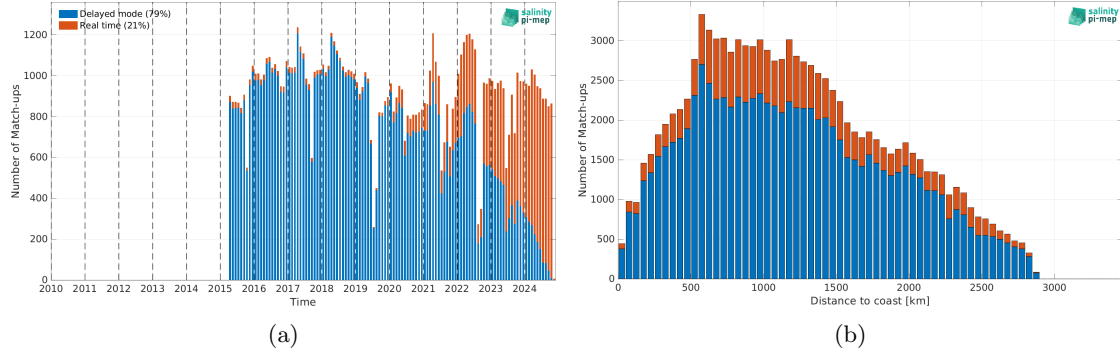 Delayed mode (79%)
Real time (21%)
salinity
pi-mep
Number of Match-ups
1200
1000
800
600
400
200
0
2010 2011 2012 2013 2014 2015 2016 2017 2018 2019 2020 2021 2022 2023 2024
Time
(a)
salinity
pi-mep
Number of Match-ups
3000
2500
2000
1500
1000
500
0
0 500 1000 1500 2000 2500 3000
Distance to coast [km]
(b)